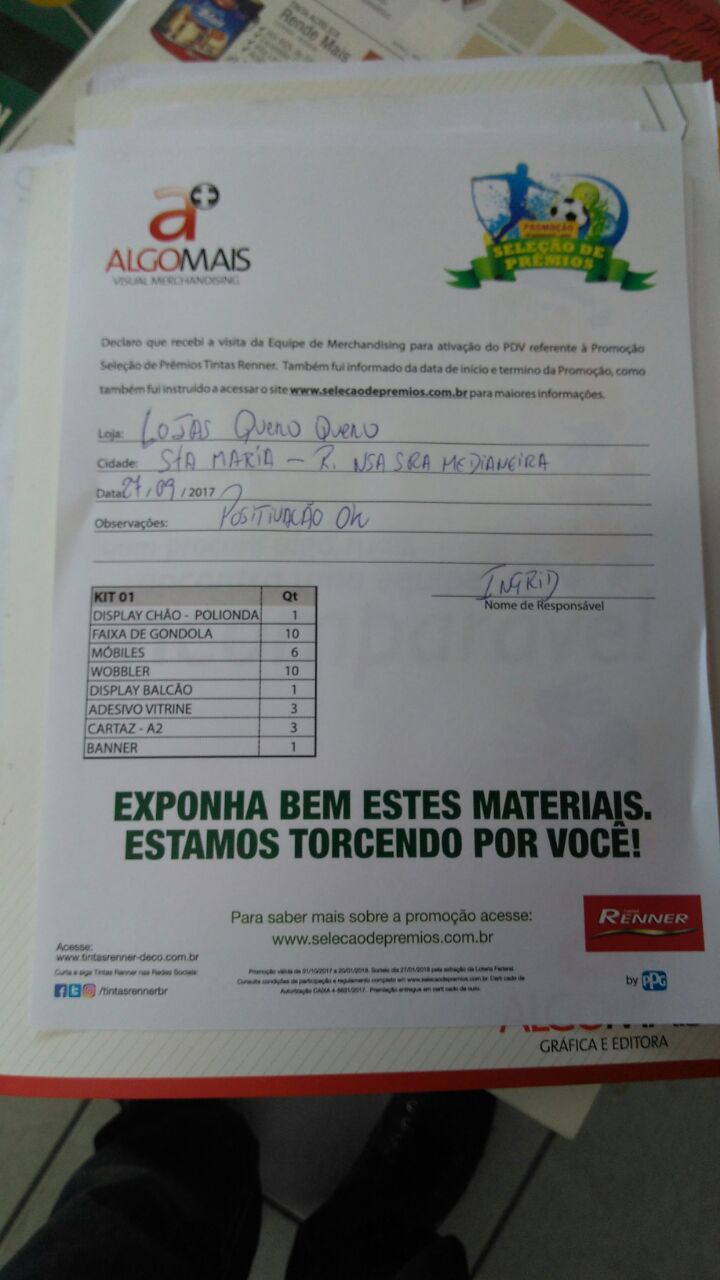 Rende Mais
a+
ALGOMAIS
VISUAL MERCHANDISING
PROMOÇÃO
SELEÇÃO DE
PRÊMIOS
Declaro que recebi a visita da Equipe de Merchandising para ativação do PDV referente à Promoção
Seleção de Prêmios Tintas Renner. Também fui informado da data de início e termino da Promoção, como
também fui instruído a acessar o site www.selecaodepremios.com.br para maiores informações.
Loja: LOJAS QUERO QUERO
Cidade: STA MARIA - R. NSA SRA MEDIANEIRA
Data: 27/09/2017
Observações: POSITIVAÇÃO OK
INGRID
Nome de Responsável
KIT 01 Qt
DISPLAY CHÃO - POLIONDA 1
FAIXA DE GONDOLA 10
MÓBILES 6
WOBBLER 10
DISPLAY BALCÃO 1
ADESIVO VITRINE 3
CARTAZ - A2 3
BANNER 1
EXPONHA BEM ESTES MATERIAIS.
ESTAMOS TORCENDO POR VOCÊ!
Para saber mais sobre a promoção acesse:
www.selecaodepremios.com.br
RENNER
by PPG
Acesse:
www.tintasrenner-deco.com.br
Curta e siga Tintas Renner nas Redes Sociais:
/tintasrennerbr
Promoção válida de 01/10/2017 a 20/01/2018. Sorteio dia 27/01/2018 pela extração da Loteria Federal.
Consulte condições de participação e regulamento completo em www.selecaodepremios.com.br Certi cado de
Autorização CAIXA 4-5691/2017. Premiação entregue em certi cado de ouro.
GRÁFICA E EDITORA